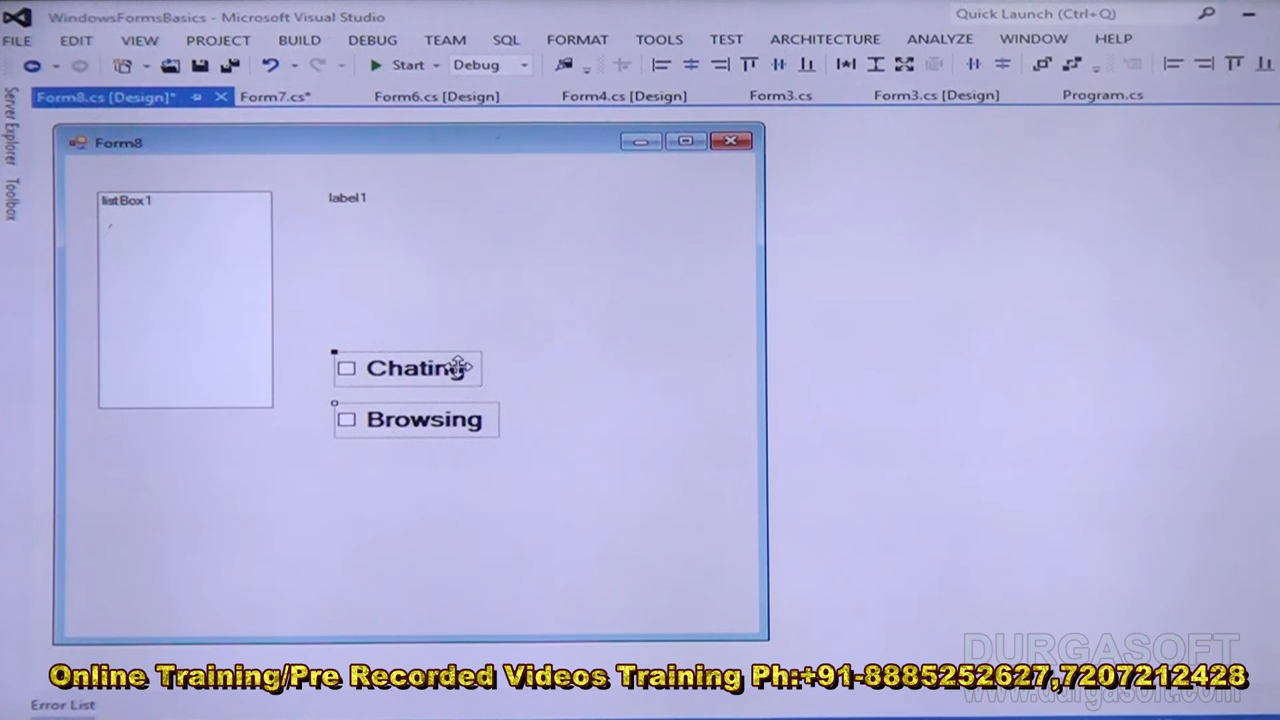 WindowsFormsBasics - Microsoft Visual Studio
Quick Launch (Ctrl+Q)
FILE EDIT VIEW PROJECT BUILD DEBUG TEAM SQL FORMAT TOOLS TEST ARCHITECTURE ANALYZE WINDOW HELP
Start Debug
Form8.cs [Design]* Form7.cs* Form6.cs [Design] Form4.cs [Design] Form3.cs Form3.cs [Design] Program.cs
Server Explorer
Toolbox
Form8
listBox1
label1
Chating
Browsing
DURGASOFT
www.durgasoft.com
Online Training/Pre Recorded Videos Training Ph:+91-8885252627,7207212428
Error List